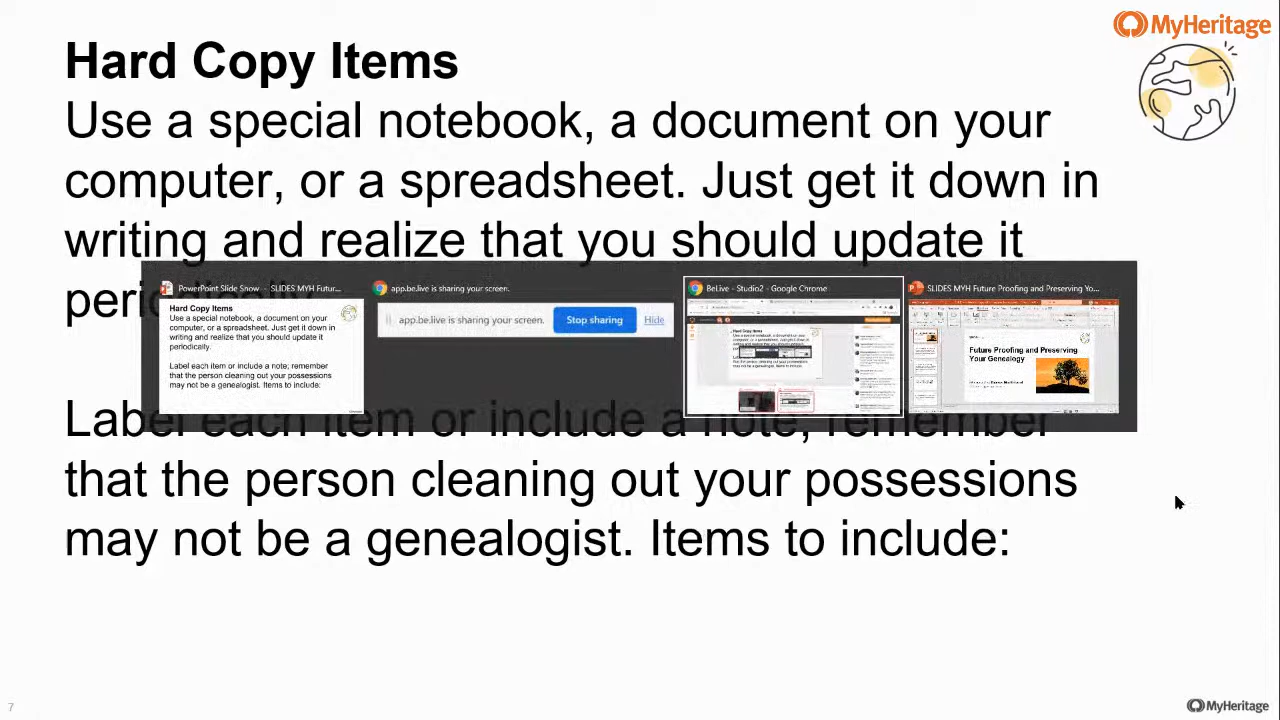 MyHeritage
Hard Copy Items
Use a special notebook, a document on your
computer, or a spreadsheet. Just get it down in
writing and realize that you should update it
periodically.
PowerPoint Slide Show - SLIDES MYH Futur...
Hard Copy Items
Use a special notebook, a document on your
computer, or a spreadsheet. Just get it down in
writing and realize that you should update it
periodically.
Label each item or include a note; remember
that the person cleaning out your possessions
may not be a genealogist. Items to include:
app.be.live is sharing your screen.
app.be.live is sharing your screen.
Stop sharing
Hide
BeLive - Studio2 - Google Chrome
Hard Copy Items
SLIDES MYH Future Proofing and Preserving Yo...
Future Proofing and Preserving
Your Genealogy
Label each item or include a note; remember
that the person cleaning out your possessions
may not be a genealogist. Items to include:
7
MyHeritage